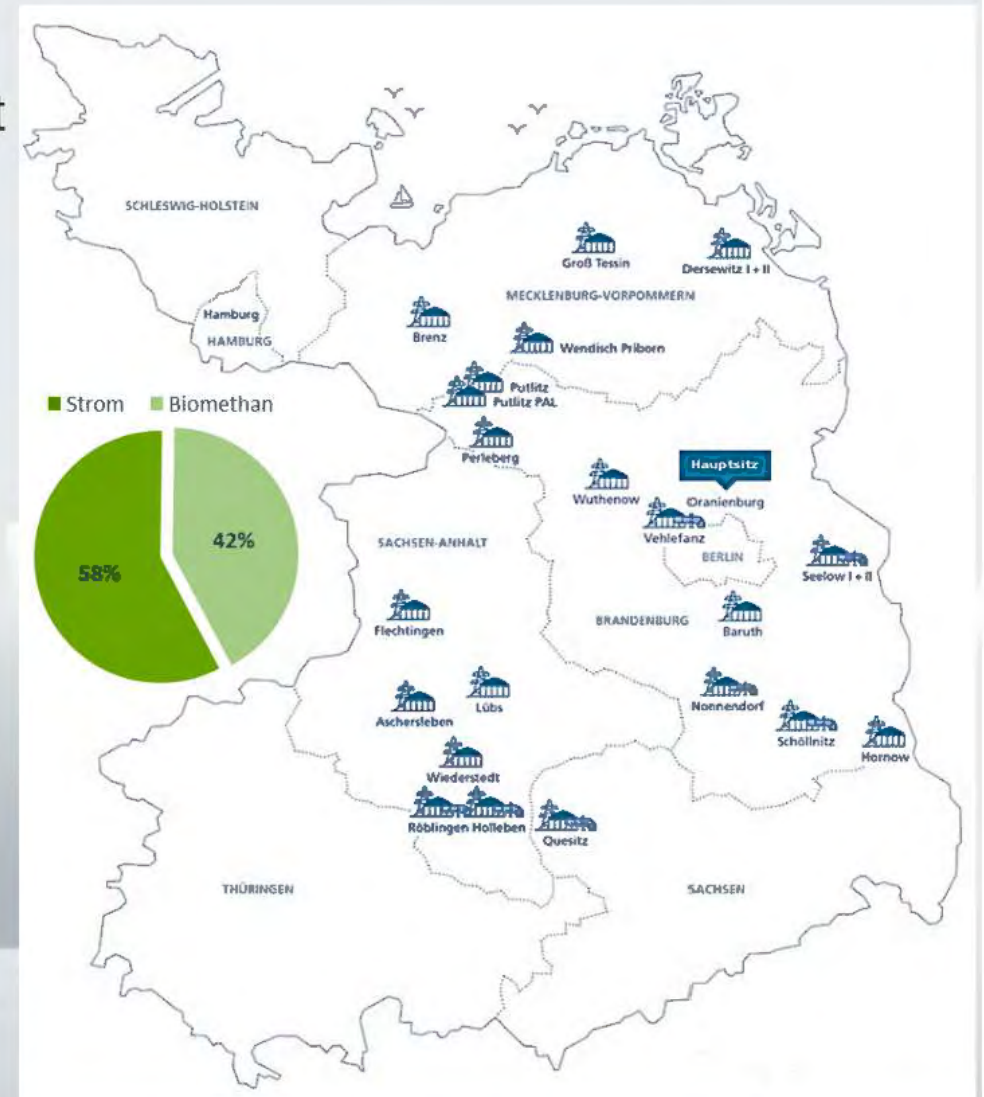 t
SCHLESWIG-HOLSTEIN
Groß Tessin
Dersewitz I + II
MECKLENBURG-VORPOMMERN
Hamburg
HAMBURG
Brenz
Wendisch Priborn
Putlitz
Putlitz PAL
Strom
Biomethan
Perleberg
Hauptsitz
Oranienburg
Wuthenow
Vehlefanz
BERLIN
SACHSEN-ANHALT
42%
58%
Seelow I + II
Flechtingen
BRANDENBURG
Baruth
Aschersleben
Lübs
Nonnendorf
Schöllnitz
Hornow
Wiederstedt
Röblingen Holleben
Quesitz
THÜRINGEN
SACHSEN